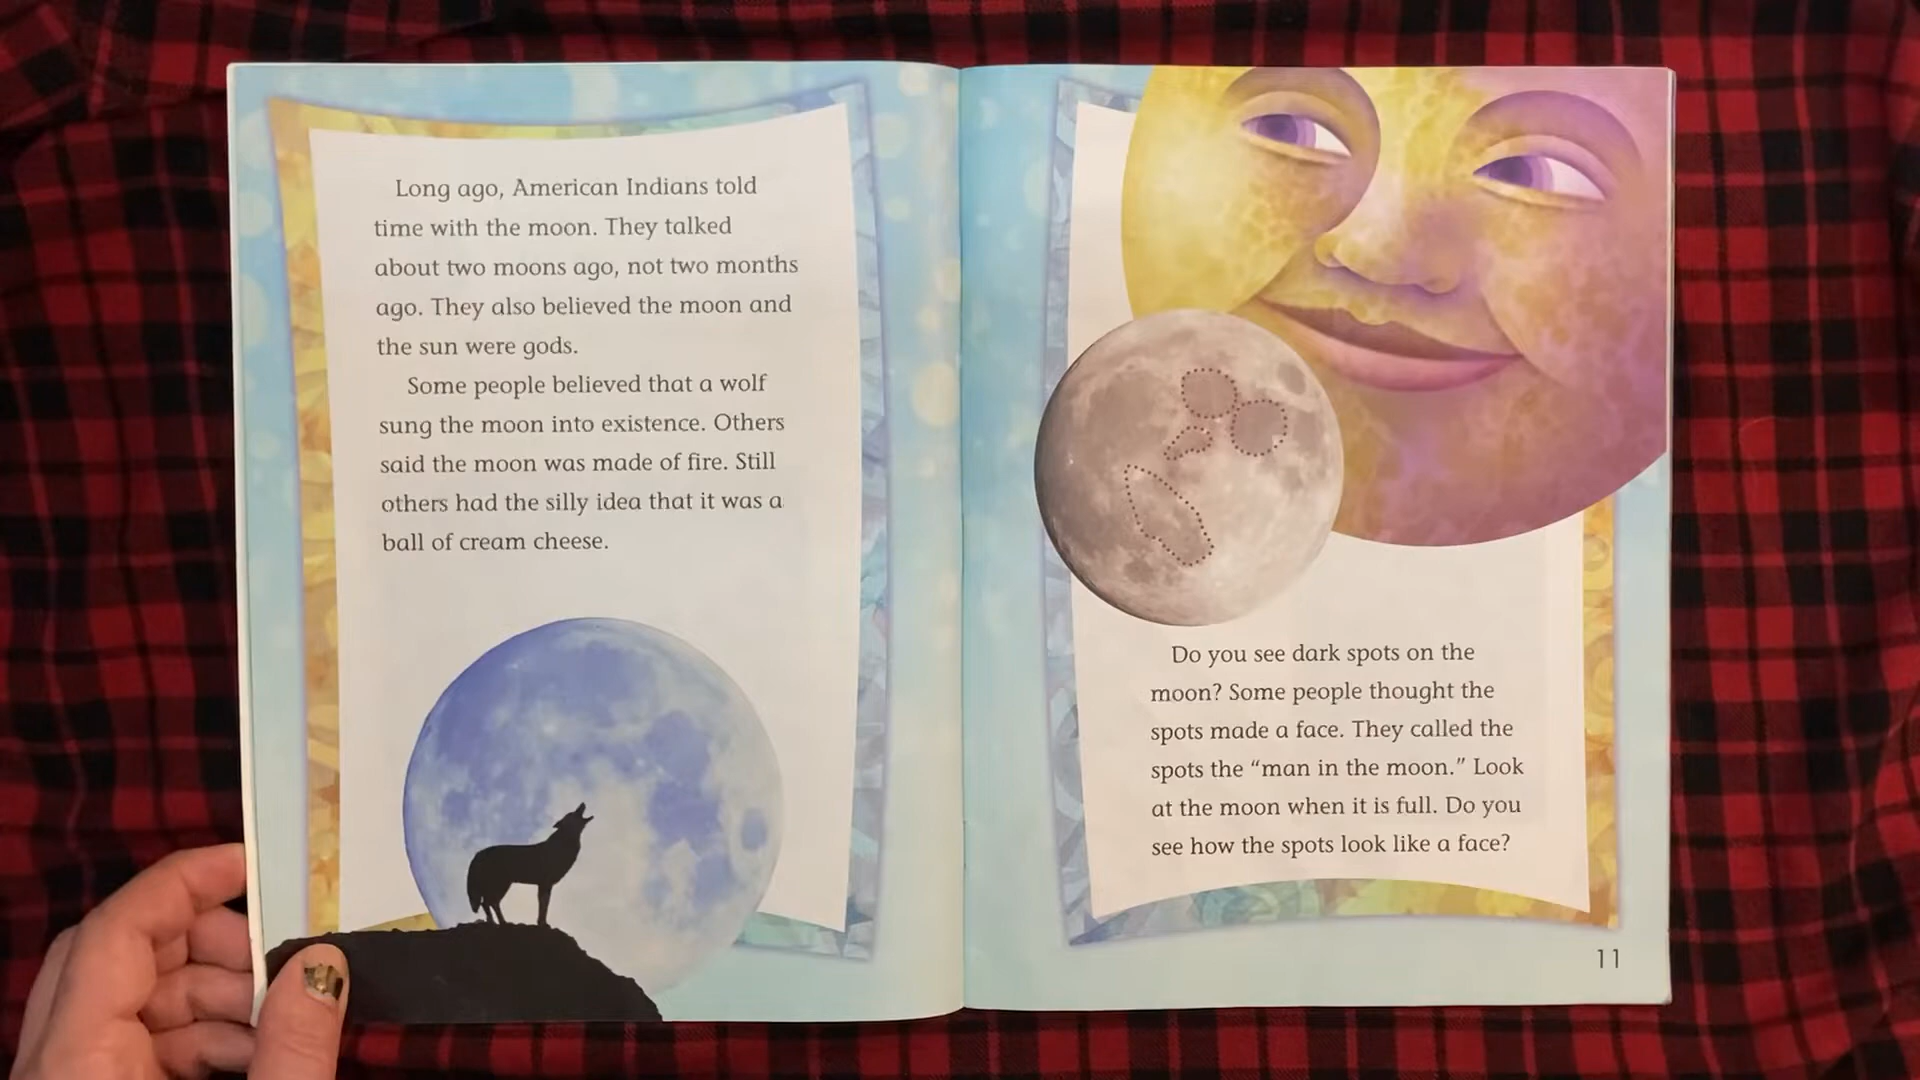 Long ago, American Indians told
time with the moon. They talked
about two moons ago, not two months
ago. They also believed the moon and
the sun were gods.
Some people believed that a wolf
sung the moon into existence. Others
said the moon was made of fire. Still
others had the silly idea that it was a
ball of cream cheese.
Do you see dark spots on the
moon? Some people thought the
spots made a face. They called the
spots the “man in the moon.” Look
at the moon when it is full. Do you
see how the spots look like a face?
11